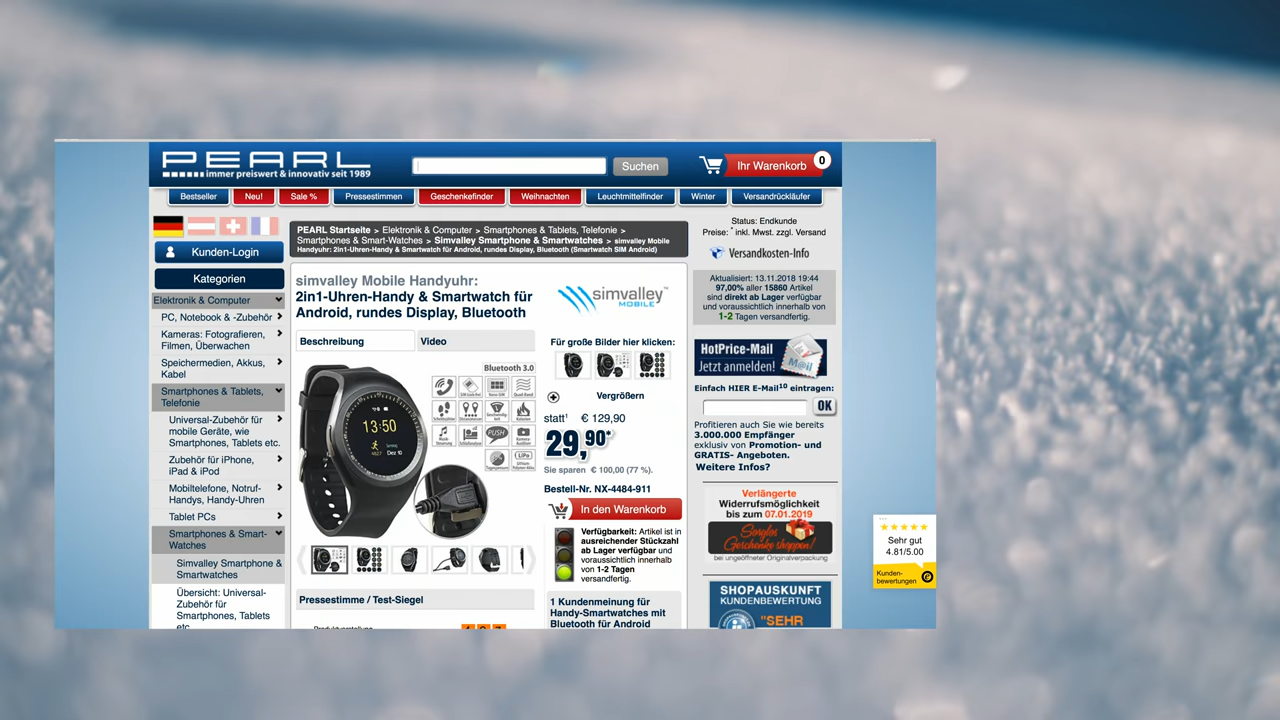 PEARL
immer preiswert & innovativ seit 1989
Suchen
Ihr Warenkorb
0
Bestseller
Neu!
Sale %
Pressestimmen
Geschenkefinder
Weihnachten
Leuchtmittelfinder
Winter
Versandrückläufer
Kunden-Login
Kategorien
Elektronik & Computer
PC, Notebook & -Zubehör
Kameras: Fotografieren,
Filmen, Überwachen
Speichermedien, Akkus,
Kabel
Smartphones & Tablets,
Telefonie
Universal-Zubehör für
mobile Geräte, wie
Smartphones, Tablets etc.
Zubehör für iPhone,
iPad & iPod
Mobiltelefone, Notruf-
Handys, Handy-Uhren
Tablet PCs
Smartphones & Smart-
Watches
Simvalley Smartphone &
Smartwatches
Übersicht: Universal-
Zubehör für
Smartphones, Tablets
etc.
PEARL Startseite > Elektronik & Computer > Smartphones & Tablets, Telefonie >
Smartphones & Smart-Watches > Simvalley Smartphone & Smartwatches > simvalley Mobile
Handyuhr: 2in1-Uhren-Handy & Smartwatch für Android, rundes Display, Bluetooth (Smartwatch SIM Android)
simvalley Mobile Handyuhr:
2in1-Uhren-Handy & Smartwatch für
Android, rundes Display, Bluetooth
simvalley™
MOBILE
Beschreibung
Video
Bluetooth 3.0
13:50
Dez 10
PUSH
LiPo
Für große Bilder hier klicken:
Vergrößern
statt¹ € 129,90
29,90*
Sie sparen € 100,00 (77 %).
Bestell-Nr. NX-4484-911
In den Warenkorb
Verfügbarkeit: Artikel ist in
ausreichender Stückzahl
ab Lager verfügbar und
voraussichtlich innerhalb
von 1-2 Tagen
versandfertig.
Pressestimme / Test-Siegel
1 Kundenmeinung für
Handy-Smartwatches mit
Bluetooth für Android
Status: Endkunde
Preise: * inkl. Mwst. zzgl. Versand
Versandkosten-Info
Aktualisiert: 13.11.2018 19:44
97,00% aller 15860 Artikel
sind direkt ab Lager verfügbar
und voraussichtlich innerhalb von
1-2 Tagen versandfertig.
HotPrice-Mail
Jetzt anmelden!
M@il
Einfach HIER E-Mail¹⁰ eintragen:
OK
Profitieren auch Sie wie bereits
3.000.000 Empfänger
exklusiv von Promotion- und
GRATIS- Angeboten.
Weitere Infos?
Verlängerte
Widerrufsmöglichkeit
bis zum 07.01.2019
Sorglos
Geschenke shoppen!
bei ungeöffneter Originalverpackung
SHOPAUSKUNFT
KUNDENBEWERTUNG
"SEHR
Sehr gut
4.81/5.00
Kunden-
bewertungen